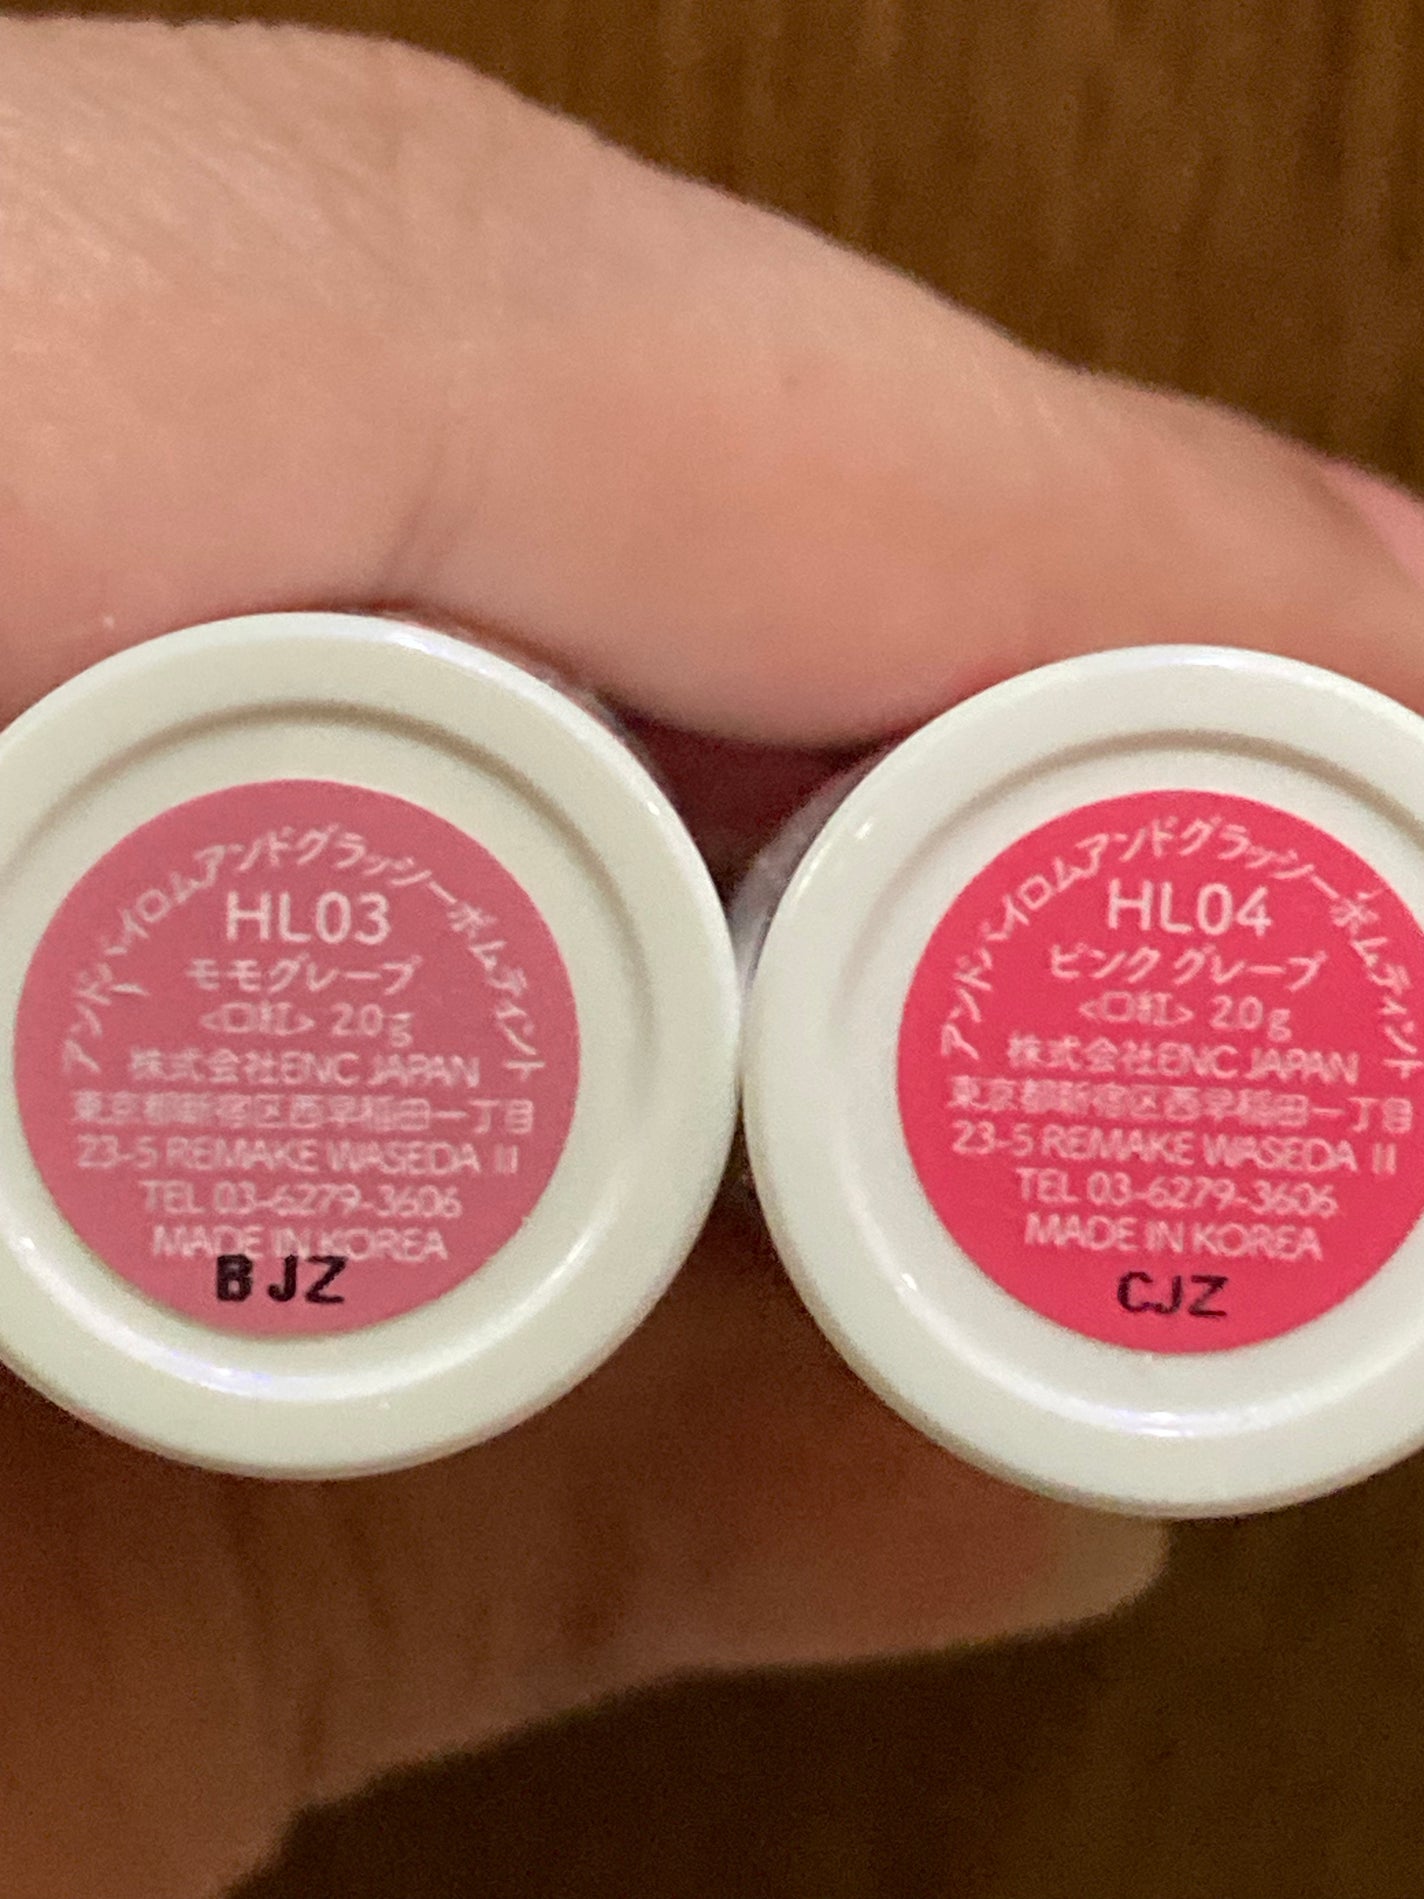 アンドバイロムアンドグラッシーボムティント
HL03
モモグレープ
<口紅> 2.0g
株式会社ENC JAPAN
東京都新宿区西早稲田一丁目
23-5 REMAKE WASEDA II
TEL 03-6279-3606
MADE IN KOREA
BJZ
アンドバイロムアンドグラッシーボムティント
HL04
ピンクグレープ
<口紅> 2.0g
株式会社ENC JAPAN
東京都新宿区西早稲田一丁目
23-5 REMAKE WASEDA II
TEL 03-6279-3606
MADE IN KOREA
CJZ